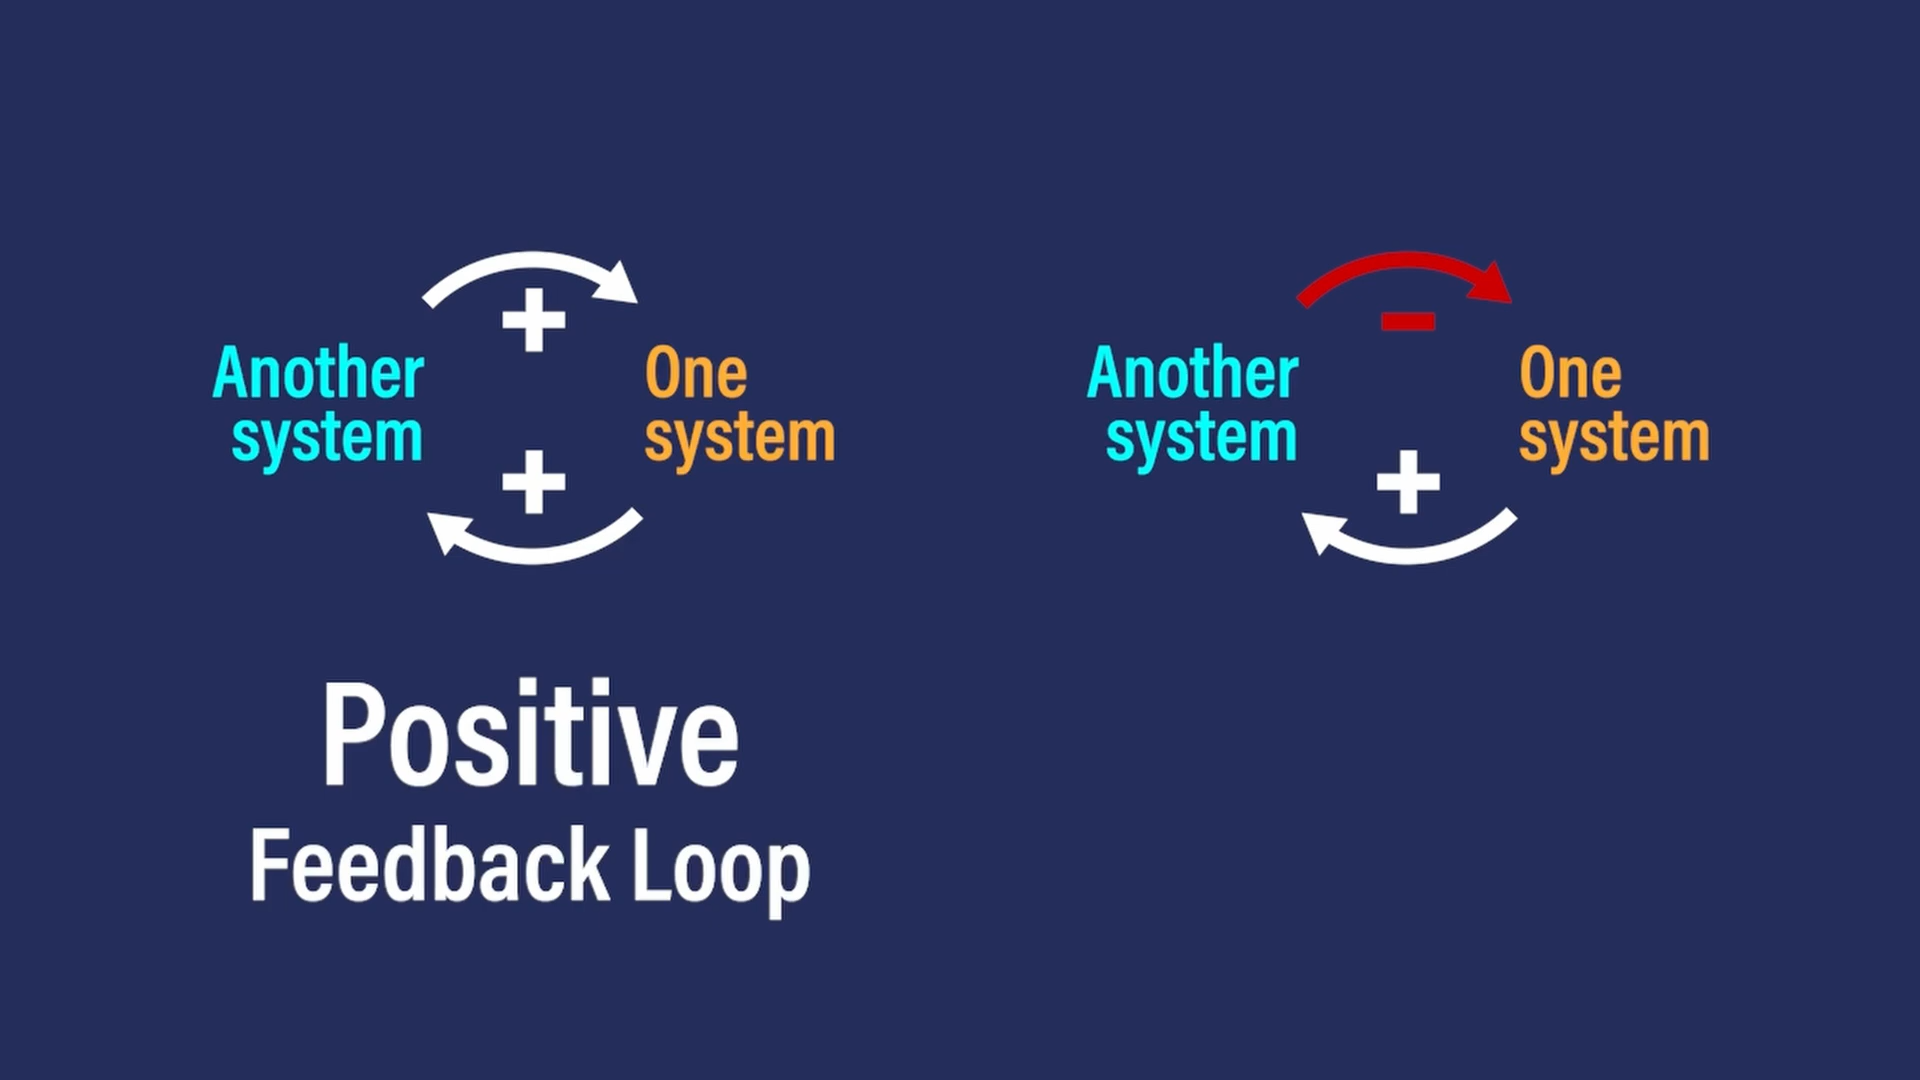 +
Another
system
One
system
+
Positive
Feedback Loop
-
Another
system
One
system
+